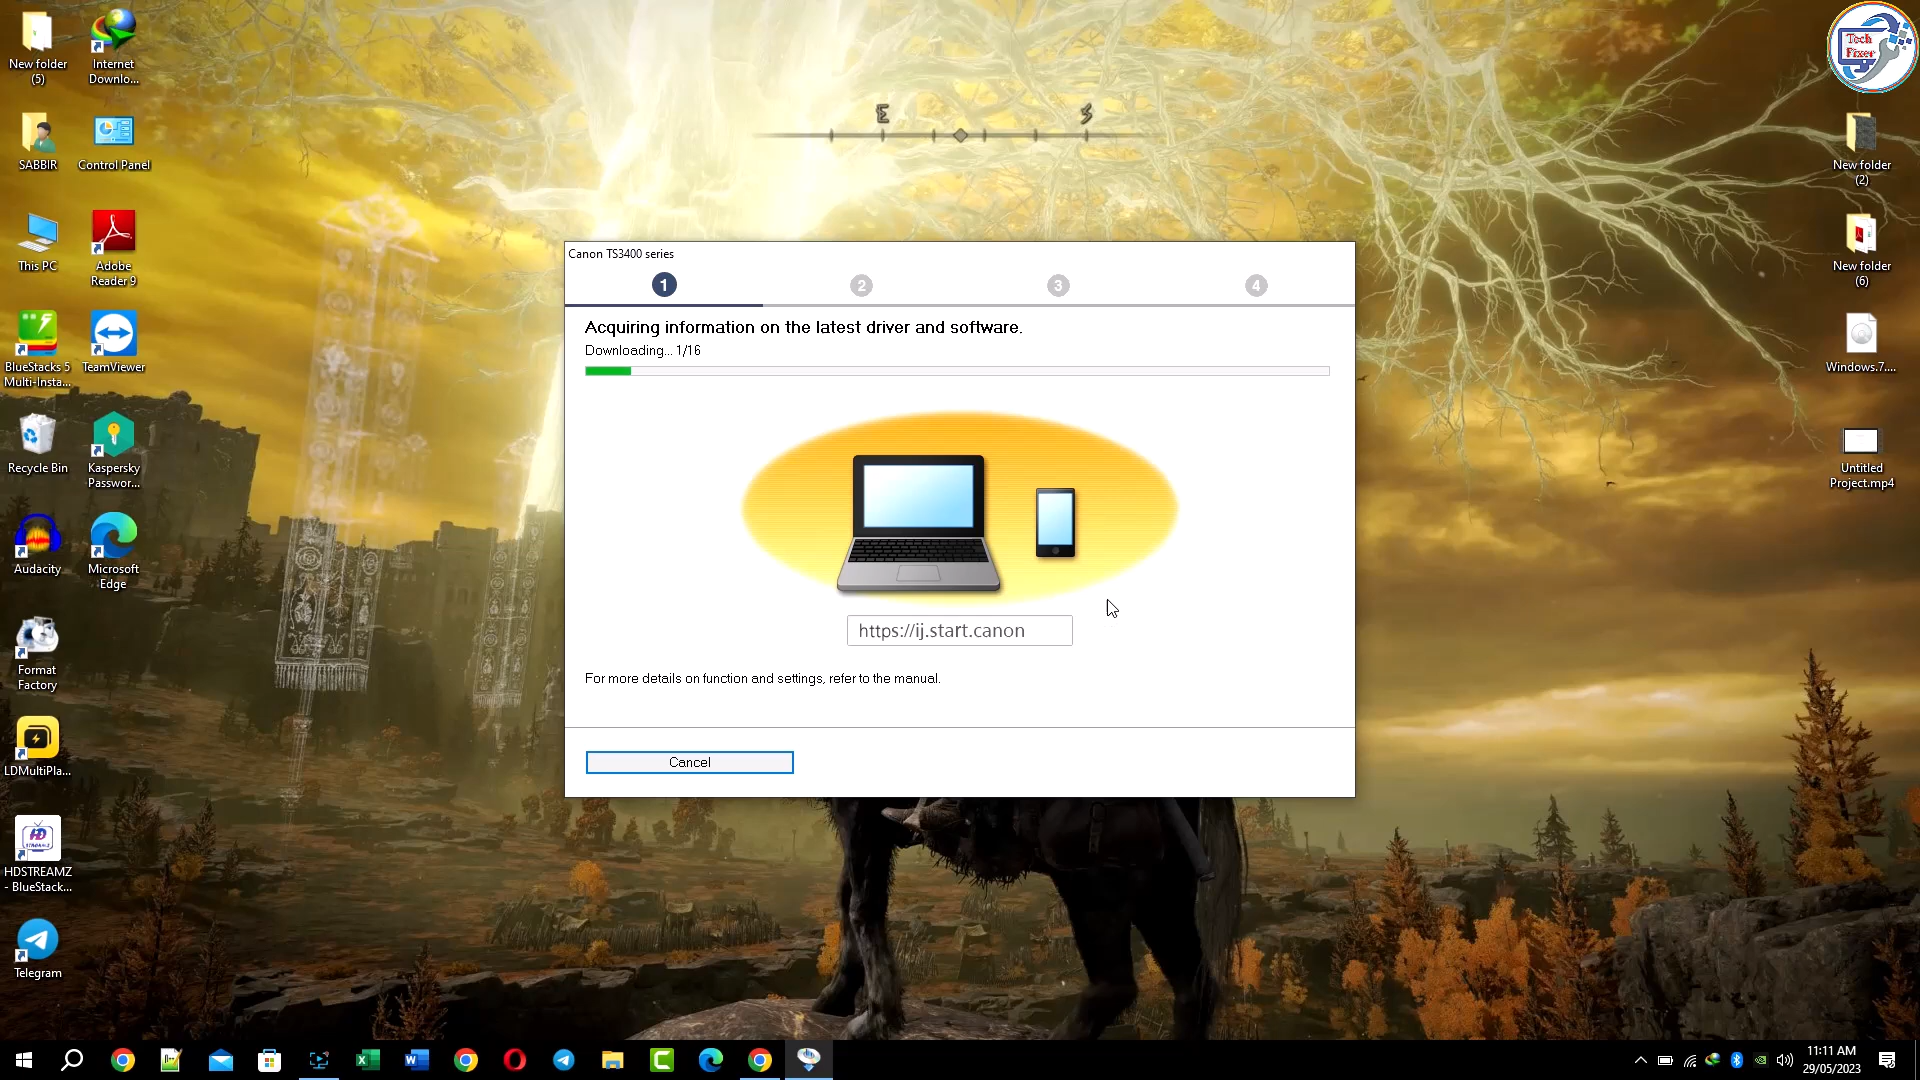 New folder
(5)
Internet
Downlo...
SABBIR
Control Panel
This PC
Adobe
Reader 9
BlueStacks 5
Multi-Insta...
TeamViewer
Recycle Bin
Kaspersky
Passwor...
Audacity
Microsoft
Edge
Format
Factory
LDMultiPla...
HD
HDSTREAMZ
- BlueStack...
Telegram
E
S
Canon TS3400 series
1
2
3
4
Acquiring information on the latest driver and software.
Downloading... 1/16
https://ij.start.canon
For more details on function and settings, refer to the manual.
Cancel
Tech
Fixer
New folder
(2)
New folder
(6)
Windows.7....
Untitled
Project.mp4
11:11 AM
29/05/2023